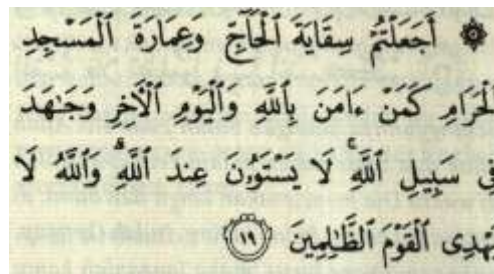 ۞ أَجَعَلْتُمْ سِقَايَةَ ٱلْحَآجِّ وَعِمَارَةَ ٱلْمَسْجِدِ
ٱلْحَرَامِ كَمَنْ ءَامَنَ بِٱللَّهِ وَٱلْيَوْمِ ٱلْأَخِرِ وَجَٰهَدَ
فِى سَبِيلِ ٱللَّهِ ۚ لَا يَسْتَوُۥنَ عِندَ ٱللَّهِ ۗ وَٱللَّهُ لَا
يَهْدِى ٱلْقَوْمَ ٱلظَّٰلِمِينَ ۝١٩